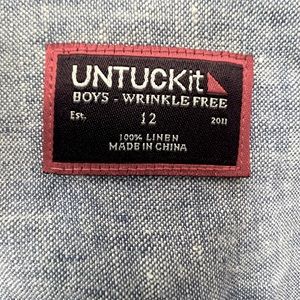 UNTUCKit
BOYS - WRINKLE FREE
Est. 12 2011
100% LINEN
MADE IN CHINA